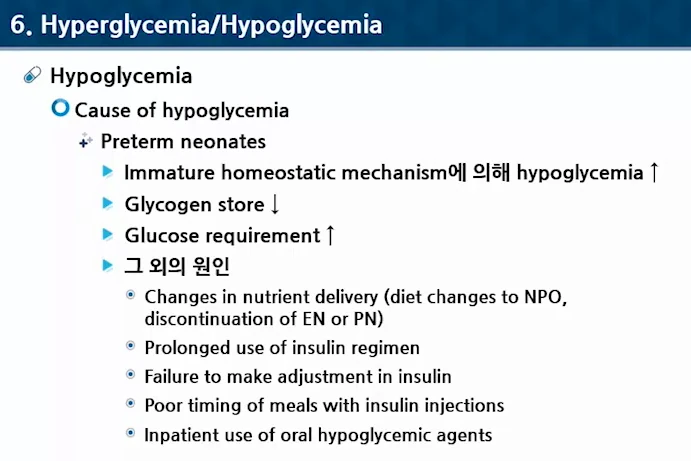 6. Hyperglycemia/Hypoglycemia
Hypoglycemia
Cause of hypoglycemia
Preterm neonates
Immature homeostatic mechanism에 의해 hypoglycemia ↑
Glycogen store ↓
Glucose requirement ↑
그 외의 원인
Changes in nutrient delivery (diet changes to NPO,
discontinuation of EN or PN)
Prolonged use of insulin regimen
Failure to make adjustment in insulin
Poor timing of meals with insulin injections
Inpatient use of oral hypoglycemic agents